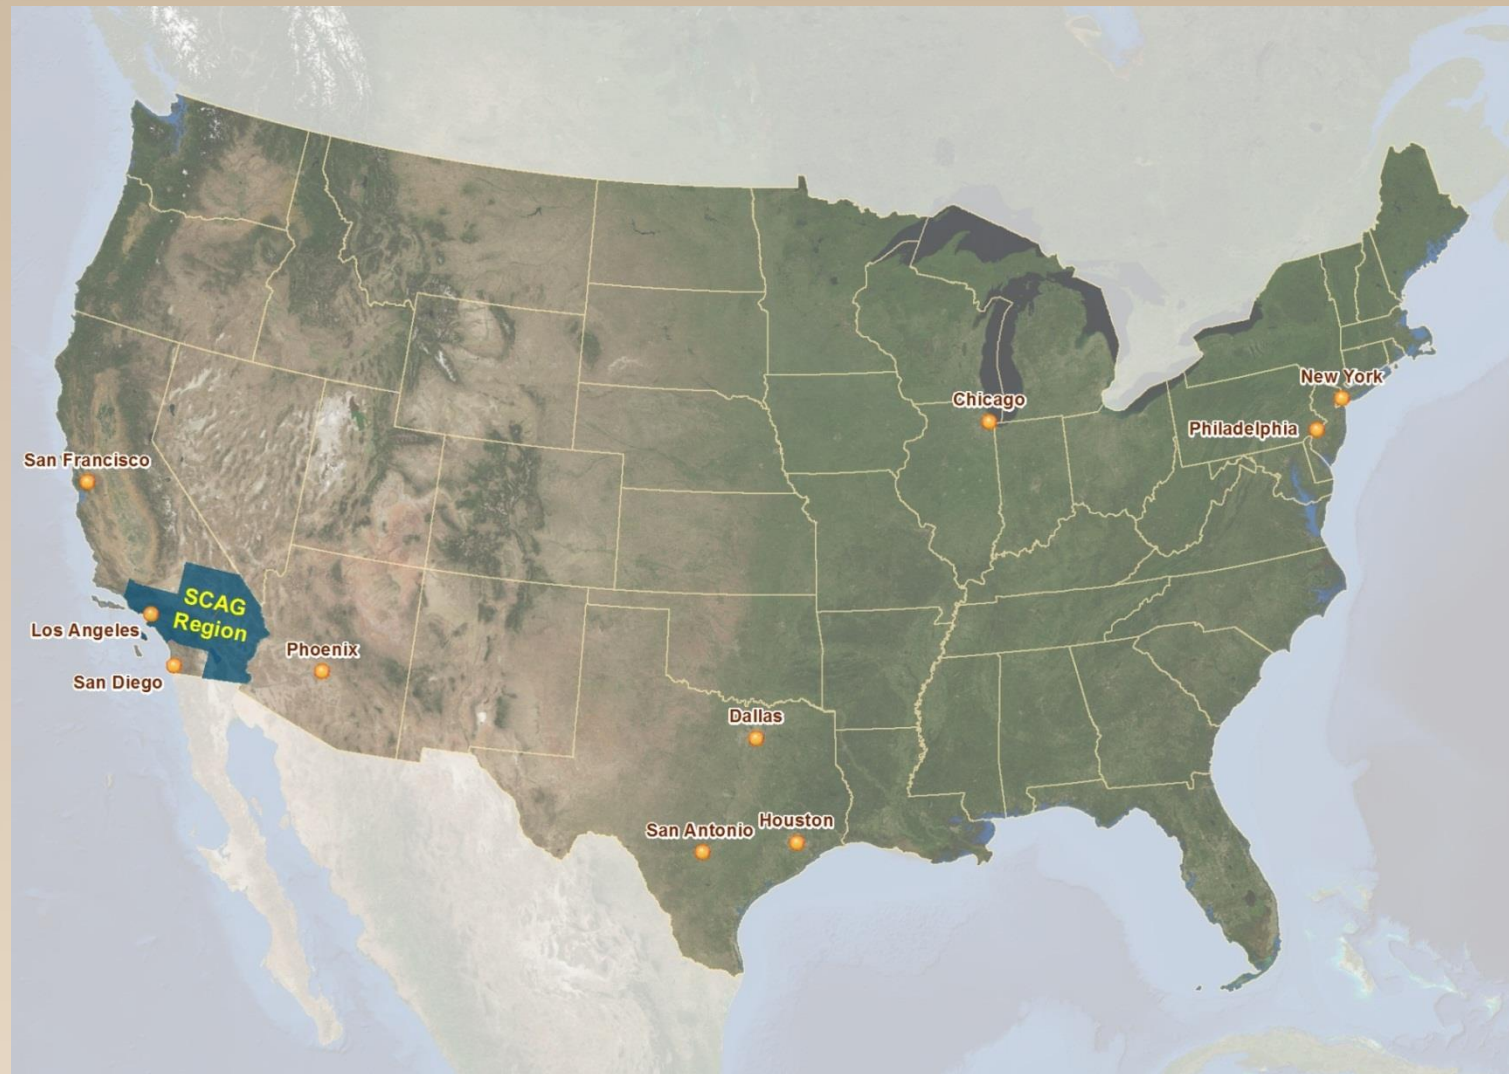 New York
Chicago
Philadelphia
San Francisco
SCAG
Region
Los Angeles
Phoenix
San Diego
Dallas
San Antonio
Houston